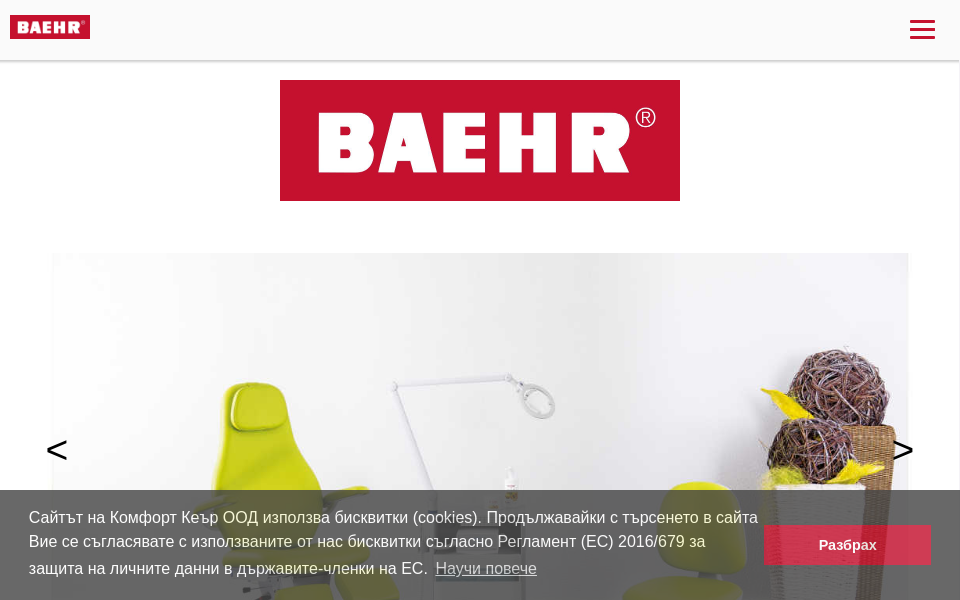 BAEHR
BAEHR®
<
>
Сайтът на Комфорт Кеър ООД използва бисквитки (cookies). Продължавайки с търсенето в сайта
Вие се съгласявате с използваните от нас бисквитки съгласно Регламент (ЕС) 2016/679 за
защита на личните данни в държавите-членки на ЕС. Научи повече
Разбрах